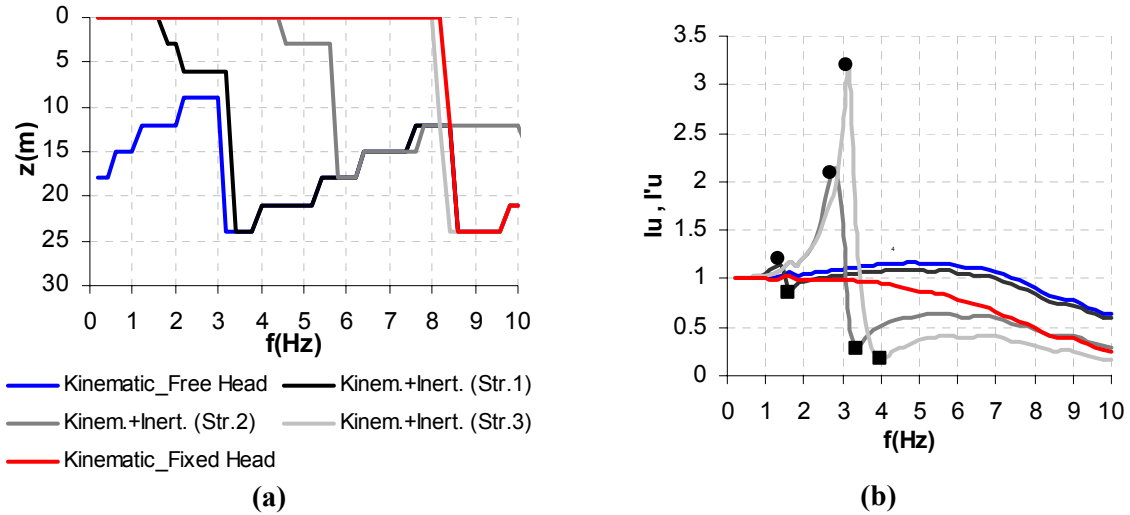 0
5
10
15
20
25
30
z(m)
0 1 2 3 4 5 6 7 8 9 10
f(Hz)
Kinematic_Free Head
Kinem.+Inert. (Str.1)
Kinem.+Inert. (Str.2)
Kinem.+Inert. (Str.3)
Kinematic_Fixed Head
(a)
3.5
3
2.5
2
1.5
1
0.5
0
Iu , I'u
4
0 1 2 3 4 5 6 7 8 9 10
f(Hz)
(b)